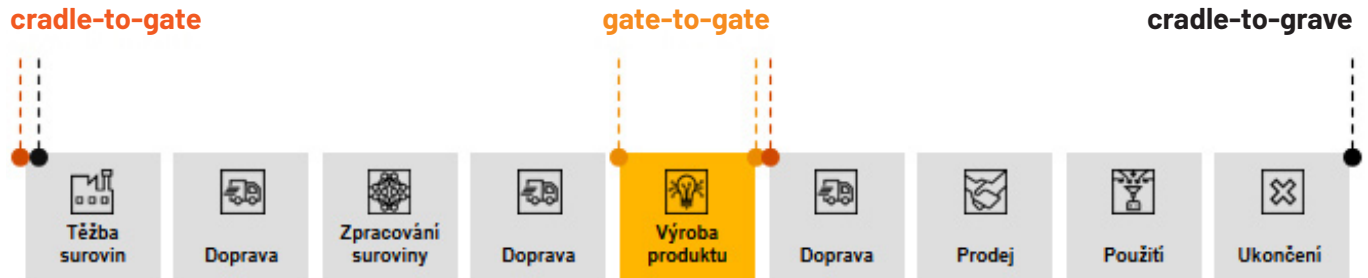 cradle-to-gate
gate-to-gate
cradle-to-grave
Těžba
surovin
Doprava
Zpracování
suroviny
Doprava
Výroba
produktu
Doprava
Prodej
Použití
Ukončení